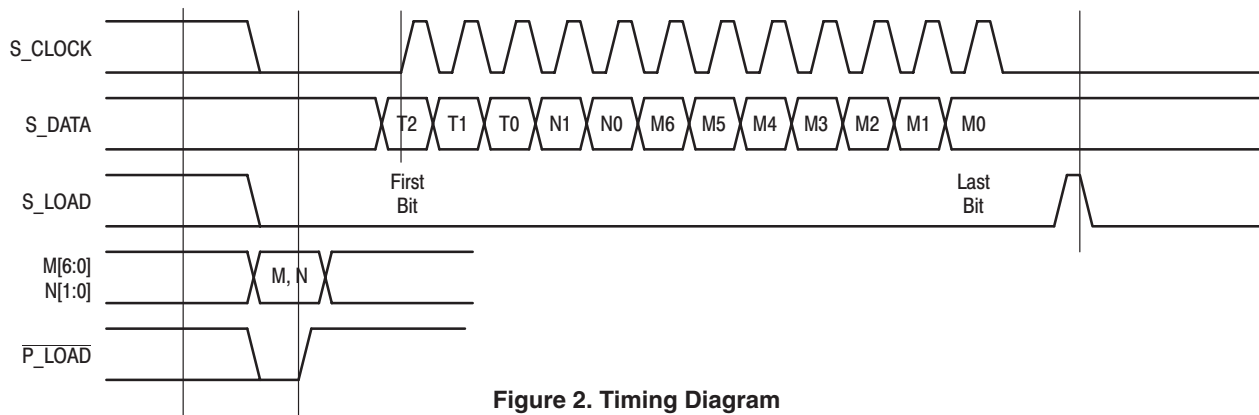 S_CLOCK
S_DATA
T2 T1 T0 N1 N0 M6 M5 M4 M3 M2 M1 M0
First
Bit
Last
Bit
S_LOAD
M[6:0]
N[1:0]
M, N
P_LOAD
Figure 2. Timing Diagram